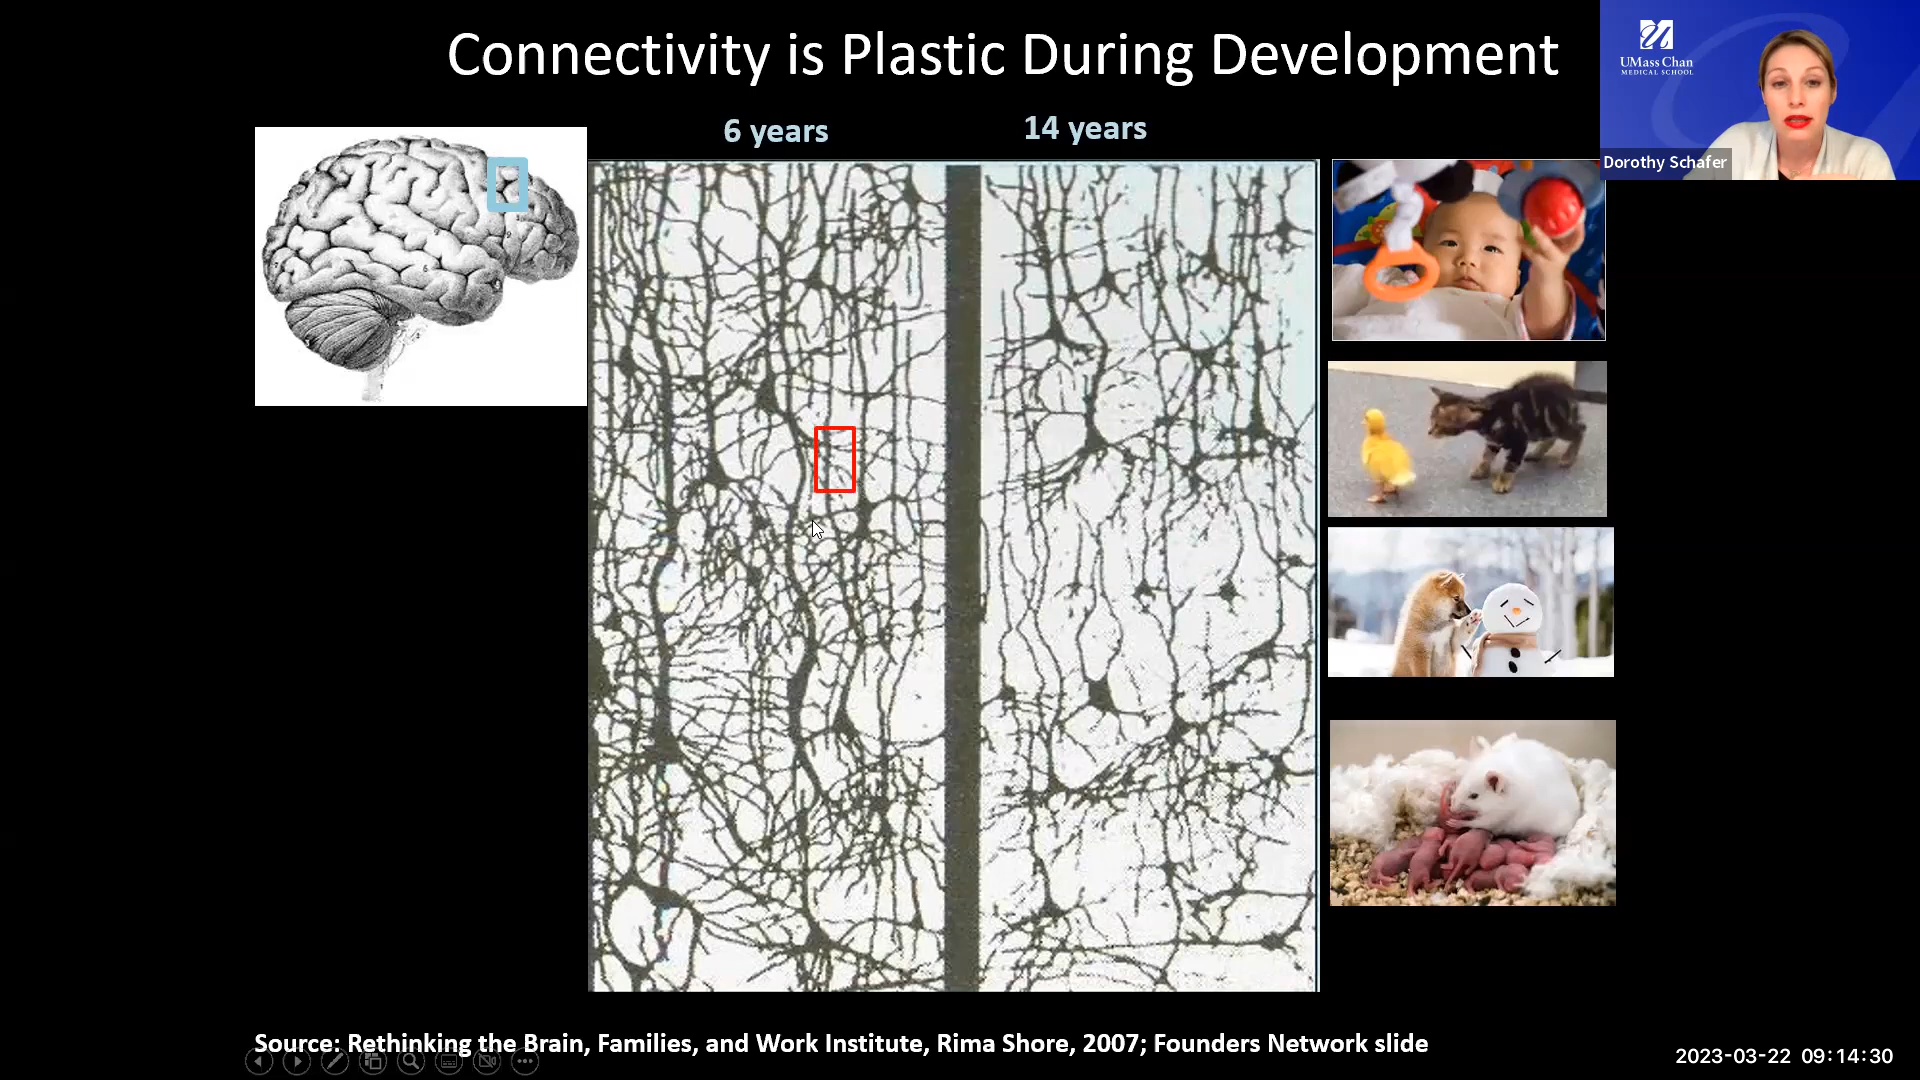 Connectivity is Plastic During Development
UMass Chan
MEDICAL SCHOOL
Dorothy Schafer
6 years
14 years
Source: Rethinking the Brain, Families, and Work Institute, Rima Shore, 2007; Founders Network slide
2023-03-22 09:14:30